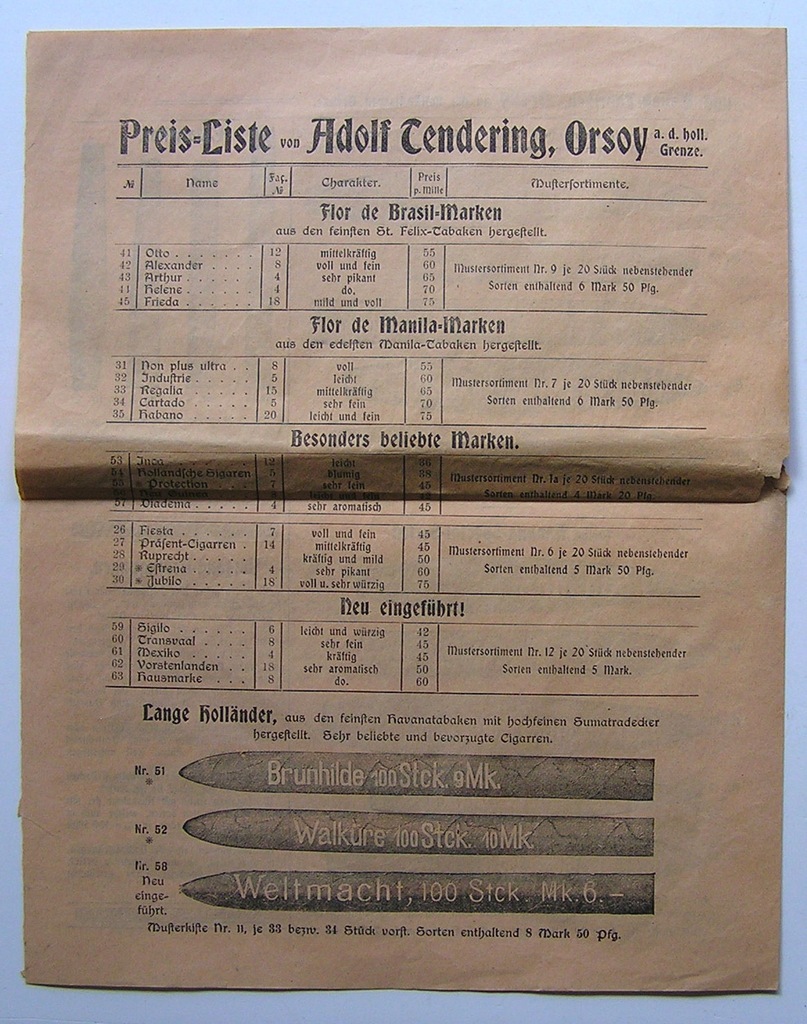 Preis-Liste von Adolf Tendering, Orsoy a. d. holl. Grenze.
№ Name Faç. № Charakter. Preis p. mille Mustersortimente.
Flor de Brasil-Marken
aus den feinsten St. Felix-Tabaken hergestellt.
41 Otto . . . . . . . 12 mittelkräftig 55
42 Alexander . . . . 8 voll und fein 60 Mustersortiment Nr. 9 je 20 Stück nebenstehender
43 Arthur . . . . . . 4 sehr pikant 65
44 Helene . . . . . . 4 do. 70 Sorten enthaltend 6 Mark 50 Pfg.
45 Frieda . . . . . . 18 mild und voll 75
Flor de Manila-Marken
aus den edelsten Manila-Tabaken hergestellt.
31 Non plus ultra . . 8 voll 55
32 Industrie . . . . . 5 leicht 60 Mustersortiment Nr. 7 je 20 Stück nebenstehender
33 Regalia . . . . . 15 mittelkräftig 65
34 Cartado . . . . . 5 sehr fein 70 Sorten enthaltend 6 Mark 50 Pfg.
35 Habano . . . . . 20 leicht und fein 75
Besonders beliebte Marken.
53 Inca . . . . . . . 12 leicht 36
54 Holländsche Sigaren 5 blumig 38 Mustersortiment Nr. 1a je 20 Stück nebenstehender
55 * Protection . . . 7 sehr fein 45
56 Neu Guinea leicht und fein Sorten enthaltend 4 Mark 20 Pfg.
57 Diadema . . . . . 4 sehr aromatisch 45
26 Fiesta . . . . . . 7 voll und fein 45
27 Präsent-Cigarren . 14 mittelkräftig 45 Mustersortiment Nr. 6 je 20 Stück nebenstehender
28 Ruprecht . . . . kräftig und mild 50
29 * Estrena . . . . . 4 sehr pikant 60 Sorten enthaltend 5 Mark 50 Pfg.
30 * Jubilo . . . . . 18 voll u. sehr würzig 75
Neu eingeführt!
59 Sigilo . . . . . . 6 leicht und würzig 42
60 Transvaal . . . . 8 sehr fein 45 Mustersortiment Nr. 12 je 20 Stück nebenstehender
61 Mexiko . . . . . 4 kräftig 45
62 Vorstenlanden . . 18 sehr aromatisch 50 Sorten enthaltend 5 Mark.
63 Hausmarke . . . 8 do. 60
Lange Holländer, aus den feinsten Havanatabaken mit hochfeinen Sumatradecker
hergestellt. Sehr beliebte und bevorzugte Cigarren.
Nr. 51 * Brunhilde 100 Stck. 9 Mk.
Nr. 52 * Walküre 100 Stck. 10 Mk.
Nr. 58 Neu einge-führt. Weltmacht, 100 Stck. Mk. 6.–
Musterkiste Nr. 11, je 33 bezw. 34 Stück vorst. Sorten enthaltend 8 Mark 50 Pfg.